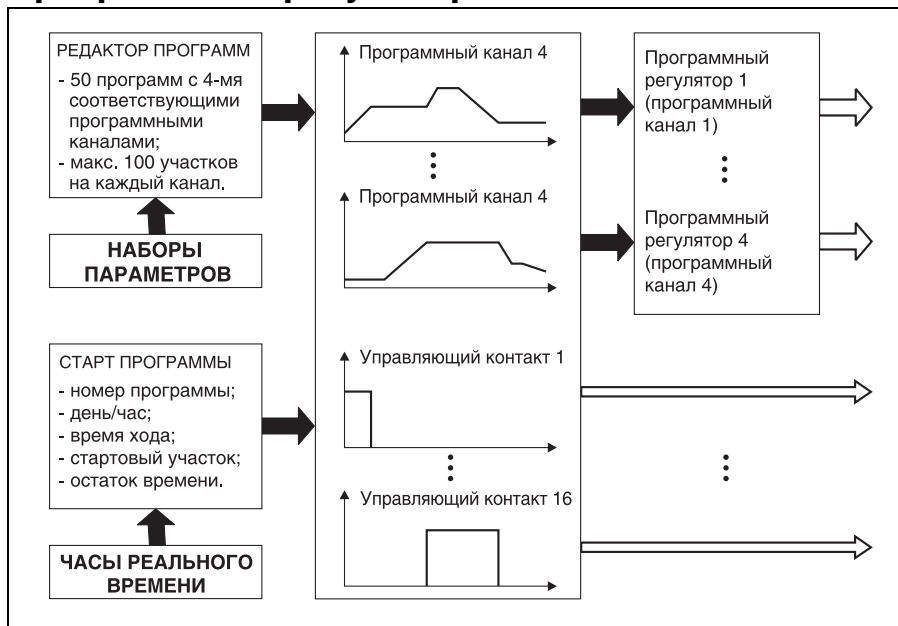 РЕДАКТОР ПРОГРАММ
- 50 программ с 4-мя
соответствующими
программными
каналами;
- макс. 100 участков
на каждый канал.
НАБОРЫ
ПАРАМЕТРОВ
Программный канал 4
Программный канал 4
Программный
регулятор 1
(программный
канал 1)
Программный
регулятор 4
(программный
канал 4)
СТАРТ ПРОГРАММЫ
- номер программы;
- день/час;
- время хода;
- стартовый участок;
- остаток времени.
ЧАСЫ РЕАЛЬНОГО
ВРЕМЕНИ
Управляющий контакт 1
Управляющий контакт 16